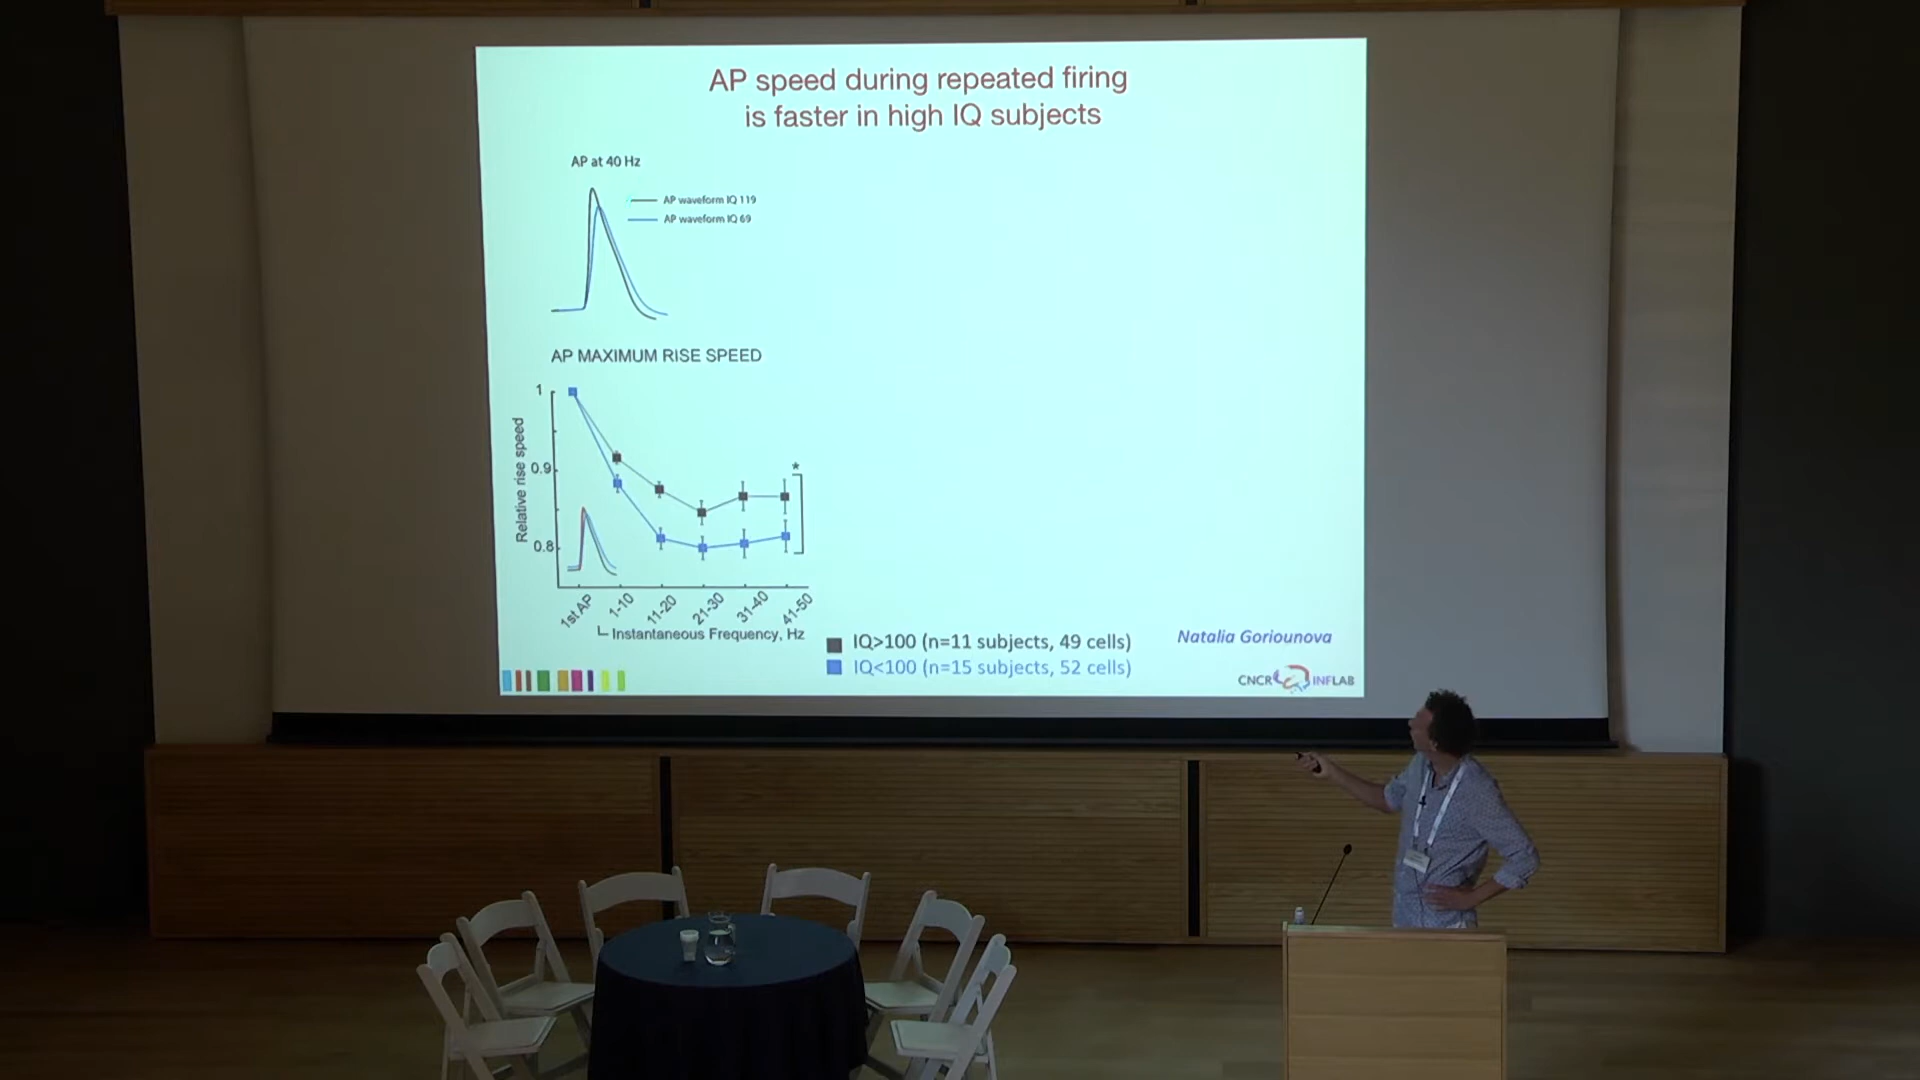 AP speed during repeated firing
is faster in high IQ subjects
AP at 40 Hz
AP waveform IQ 119
AP waveform IQ 69
AP MAXIMUM RISE SPEED
Relative rise speed
1
0.9
0.8
*
1st AP
1-10
11-20
21-30
31-40
41-50
Instantaneous Frequency, Hz
IQ>100 (n=11 subjects, 49 cells)
IQ<100 (n=15 subjects, 52 cells)
Natalia Goriounova
CNCR INFLAB